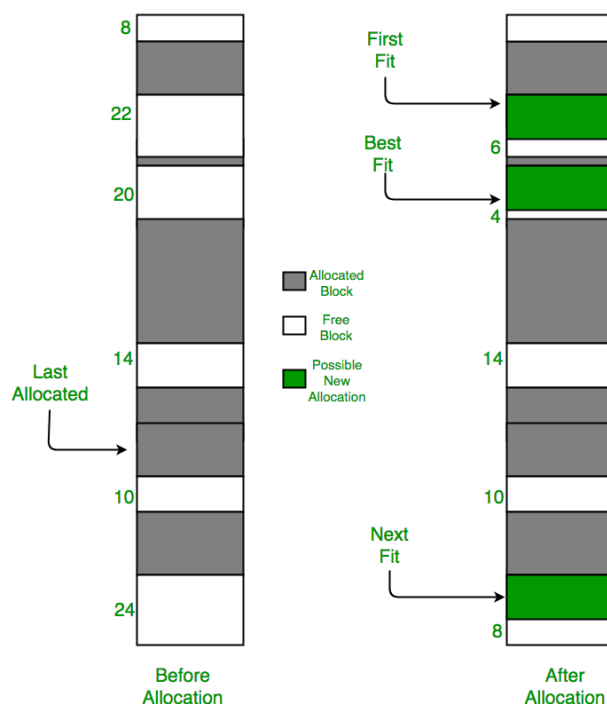 8
22
20
14
Last
Allocated
10
24
Before
Allocation
Allocated
Block
Free
Block
Possible
New
Allocation
First
Fit
6
Best
Fit
4
14
10
Next
Fit
8
After
Allocation